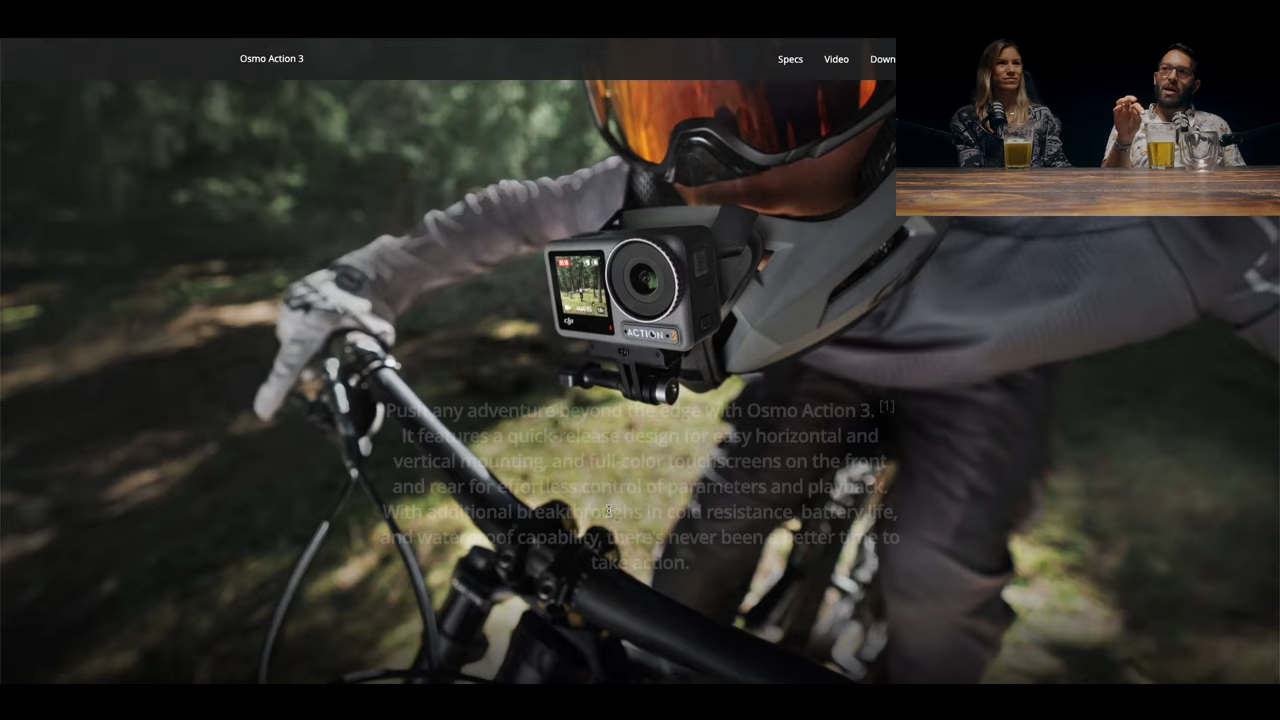 Osmo Action 3
Specs Video Down
dji
ACTION 3
Push any adventure beyond the edge with Osmo Action 3. [1]
It features a quick-release design for easy horizontal and
vertical mounting, and full-color touchscreens on the front
and rear for effortless control of parameters and playback.
With additional breakthroughs in cold resistance, battery life,
and waterproof capability, there's never been a better time to
take action.